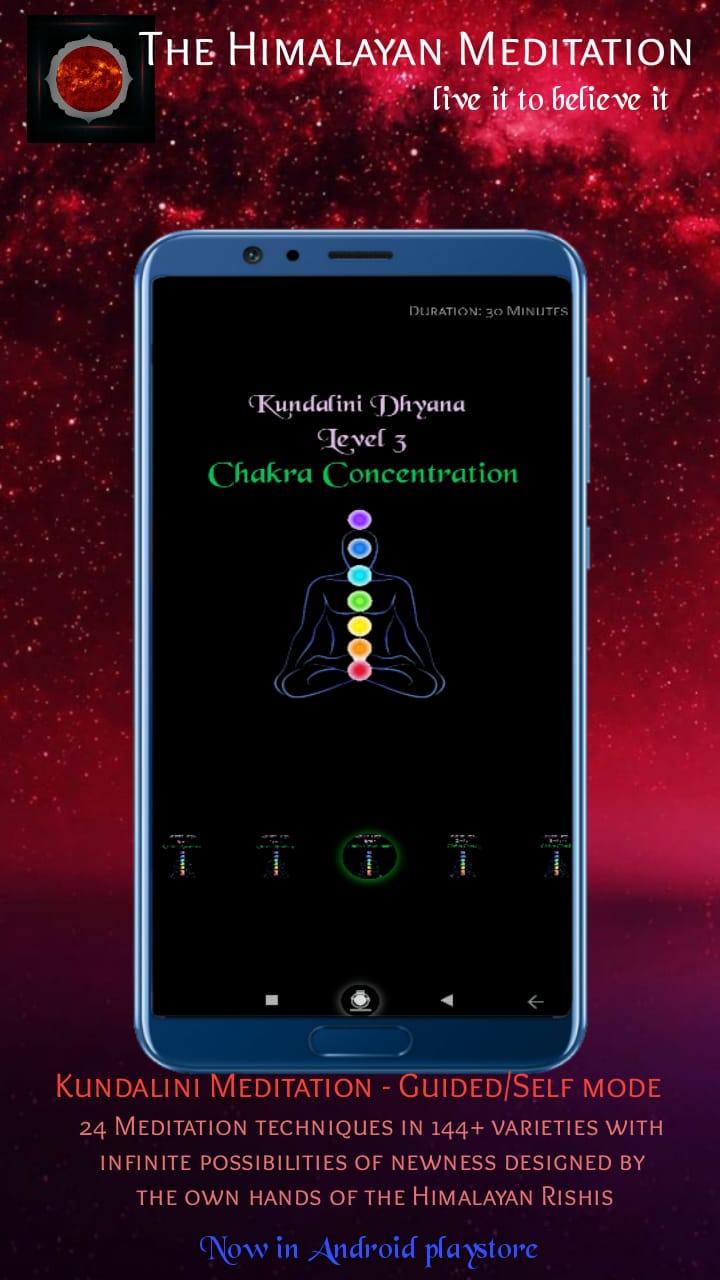 The Himalayan Meditation
live it to believe it
Duration: 30 Minutes
Kundalini Dhyana
Level 3
Chakra Concentration
Kundalini Meditation - Guided/Self mode
24 Meditation techniques in 144+ varieties with
infinite possibilities of newness designed by
the own hands of the Himalayan Rishis
Now in Android playstore